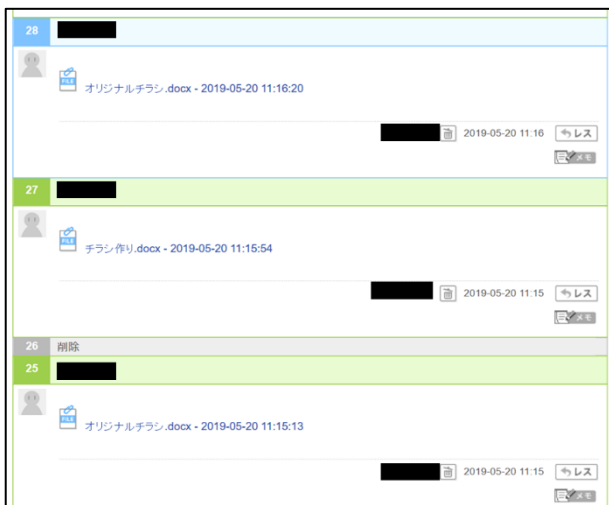 28
FILE
オリジナルチラシ.docx - 2019-05-20 11:16:20
2019-05-20 11:16 レス
メモ
27
FILE
チラシ作り.docx - 2019-05-20 11:15:54
2019-05-20 11:15 レス
メモ
26 削除
25
FILE
オリジナルチラシ.docx - 2019-05-20 11:15:13
2019-05-20 11:15 レス
メモ